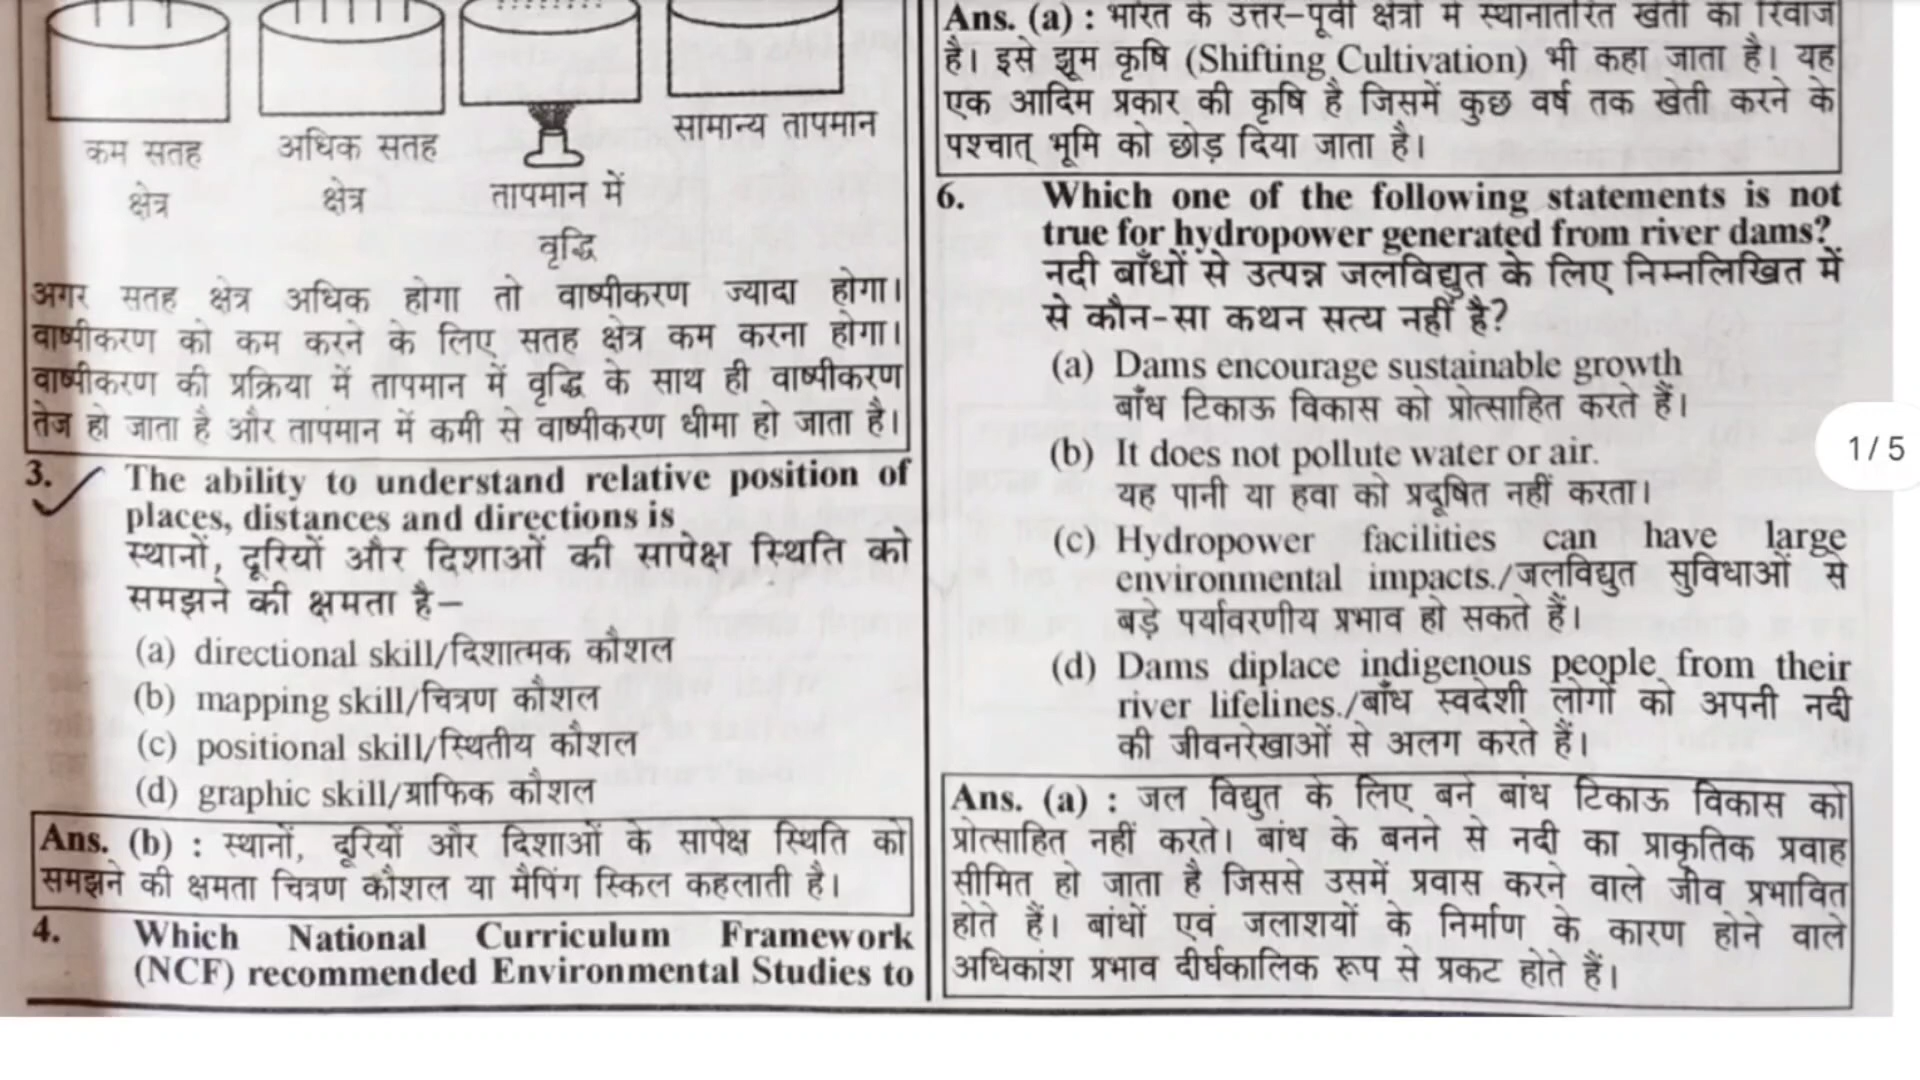 कम सतह
क्षेत्र
अधिक सतह
क्षेत्र
तापमान में
वृद्धि
सामान्य तापमान
अगर सतह क्षेत्र अधिक होगा तो वाष्पीकरण ज्यादा होगा।
वाष्पीकरण को कम करने के लिए सतह क्षेत्र कम करना होगा।
वाष्पीकरण की प्रक्रिया में तापमान में वृद्धि के साथ ही वाष्पीकरण
तेज हो जाता है और तापमान में कमी से वाष्पीकरण धीमा हो जाता है।
3. The ability to understand relative position of
places, distances and directions is
स्थानों, दूरियों और दिशाओं की सापेक्ष स्थिति को
समझने की क्षमता है–
(a) directional skill/दिशात्मक कौशल
(b) mapping skill/चित्रण कौशल
(c) positional skill/स्थितीय कौशल
(d) graphic skill/ग्राफिक कौशल
Ans. (b) : स्थानों, दूरियों और दिशाओं के सापेक्ष स्थिति को
समझने की क्षमता चित्रण कौशल या मैपिंग स्किल कहलाती है।
4. Which National Curriculum Framework
(NCF) recommended Environmental Studies to
Ans. (a) : भारत के उत्तर-पूर्वी क्षेत्रों में स्थानांतरित खेती का रिवाज
है। इसे झूम कृषि (Shifting Cultivation) भी कहा जाता है। यह
एक आदिम प्रकार की कृषि है जिसमें कुछ वर्ष तक खेती करने के
पश्चात् भूमि को छोड़ दिया जाता है।
6. Which one of the following statements is not
true for hydropower generated from river dams?
नदी बाँधों से उत्पन्न जलविद्युत के लिए निम्नलिखित में
से कौन-सा कथन सत्य नहीं है?
(a) Dams encourage sustainable growth
बाँध टिकाऊ विकास को प्रोत्साहित करते हैं।
(b) It does not pollute water or air.
यह पानी या हवा को प्रदूषित नहीं करता।
(c) Hydropower facilities can have large
environmental impacts./जलविद्युत सुविधाओं से
बड़े पर्यावरणीय प्रभाव हो सकते हैं।
(d) Dams diplace indigenous people from their
river lifelines./बाँध स्वदेशी लोगों को अपनी नदी
की जीवनरेखाओं से अलग करते हैं।
Ans. (a) : जल विद्युत के लिए बने बांध टिकाऊ विकास को
प्रोत्साहित नहीं करते। बांध के बनने से नदी का प्राकृतिक प्रवाह
सीमित हो जाता है जिससे उसमें प्रवास करने वाले जीव प्रभावित
होते हैं। बांधों एवं जलाशयों के निर्माण के कारण होने वाले
अधिकांश प्रभाव दीर्घकालिक रूप से प्रकट होते हैं।
1/5